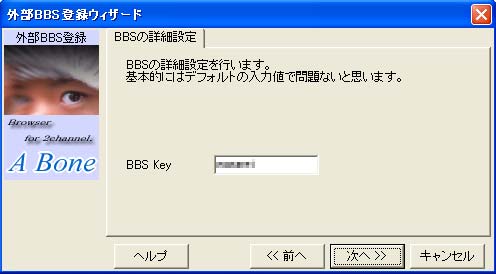 外部BBS登録ウィザード
外部BBS登録
Browser
for 2channel.
A Bone
BBSの詳細設定
BBSの詳細設定を行います。
基本的にはデフォルトの入力値で問題ないと思います。
BBS Key
ヘルプ
<< 前へ
次へ >>
キャンセル